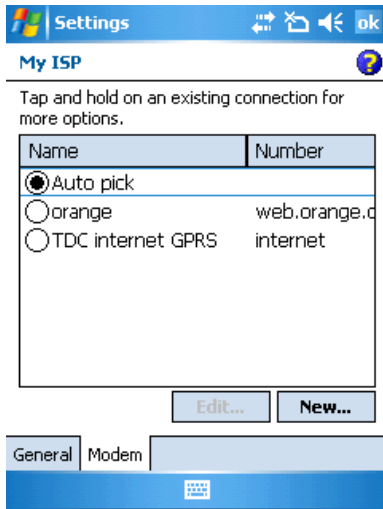 Settings
ok
My ISP
?
Tap and hold on an existing connection for
more options.
Name Number
Auto pick
orange web.orange.c
TDC internet GPRS internet
Edit... New...
General Modem